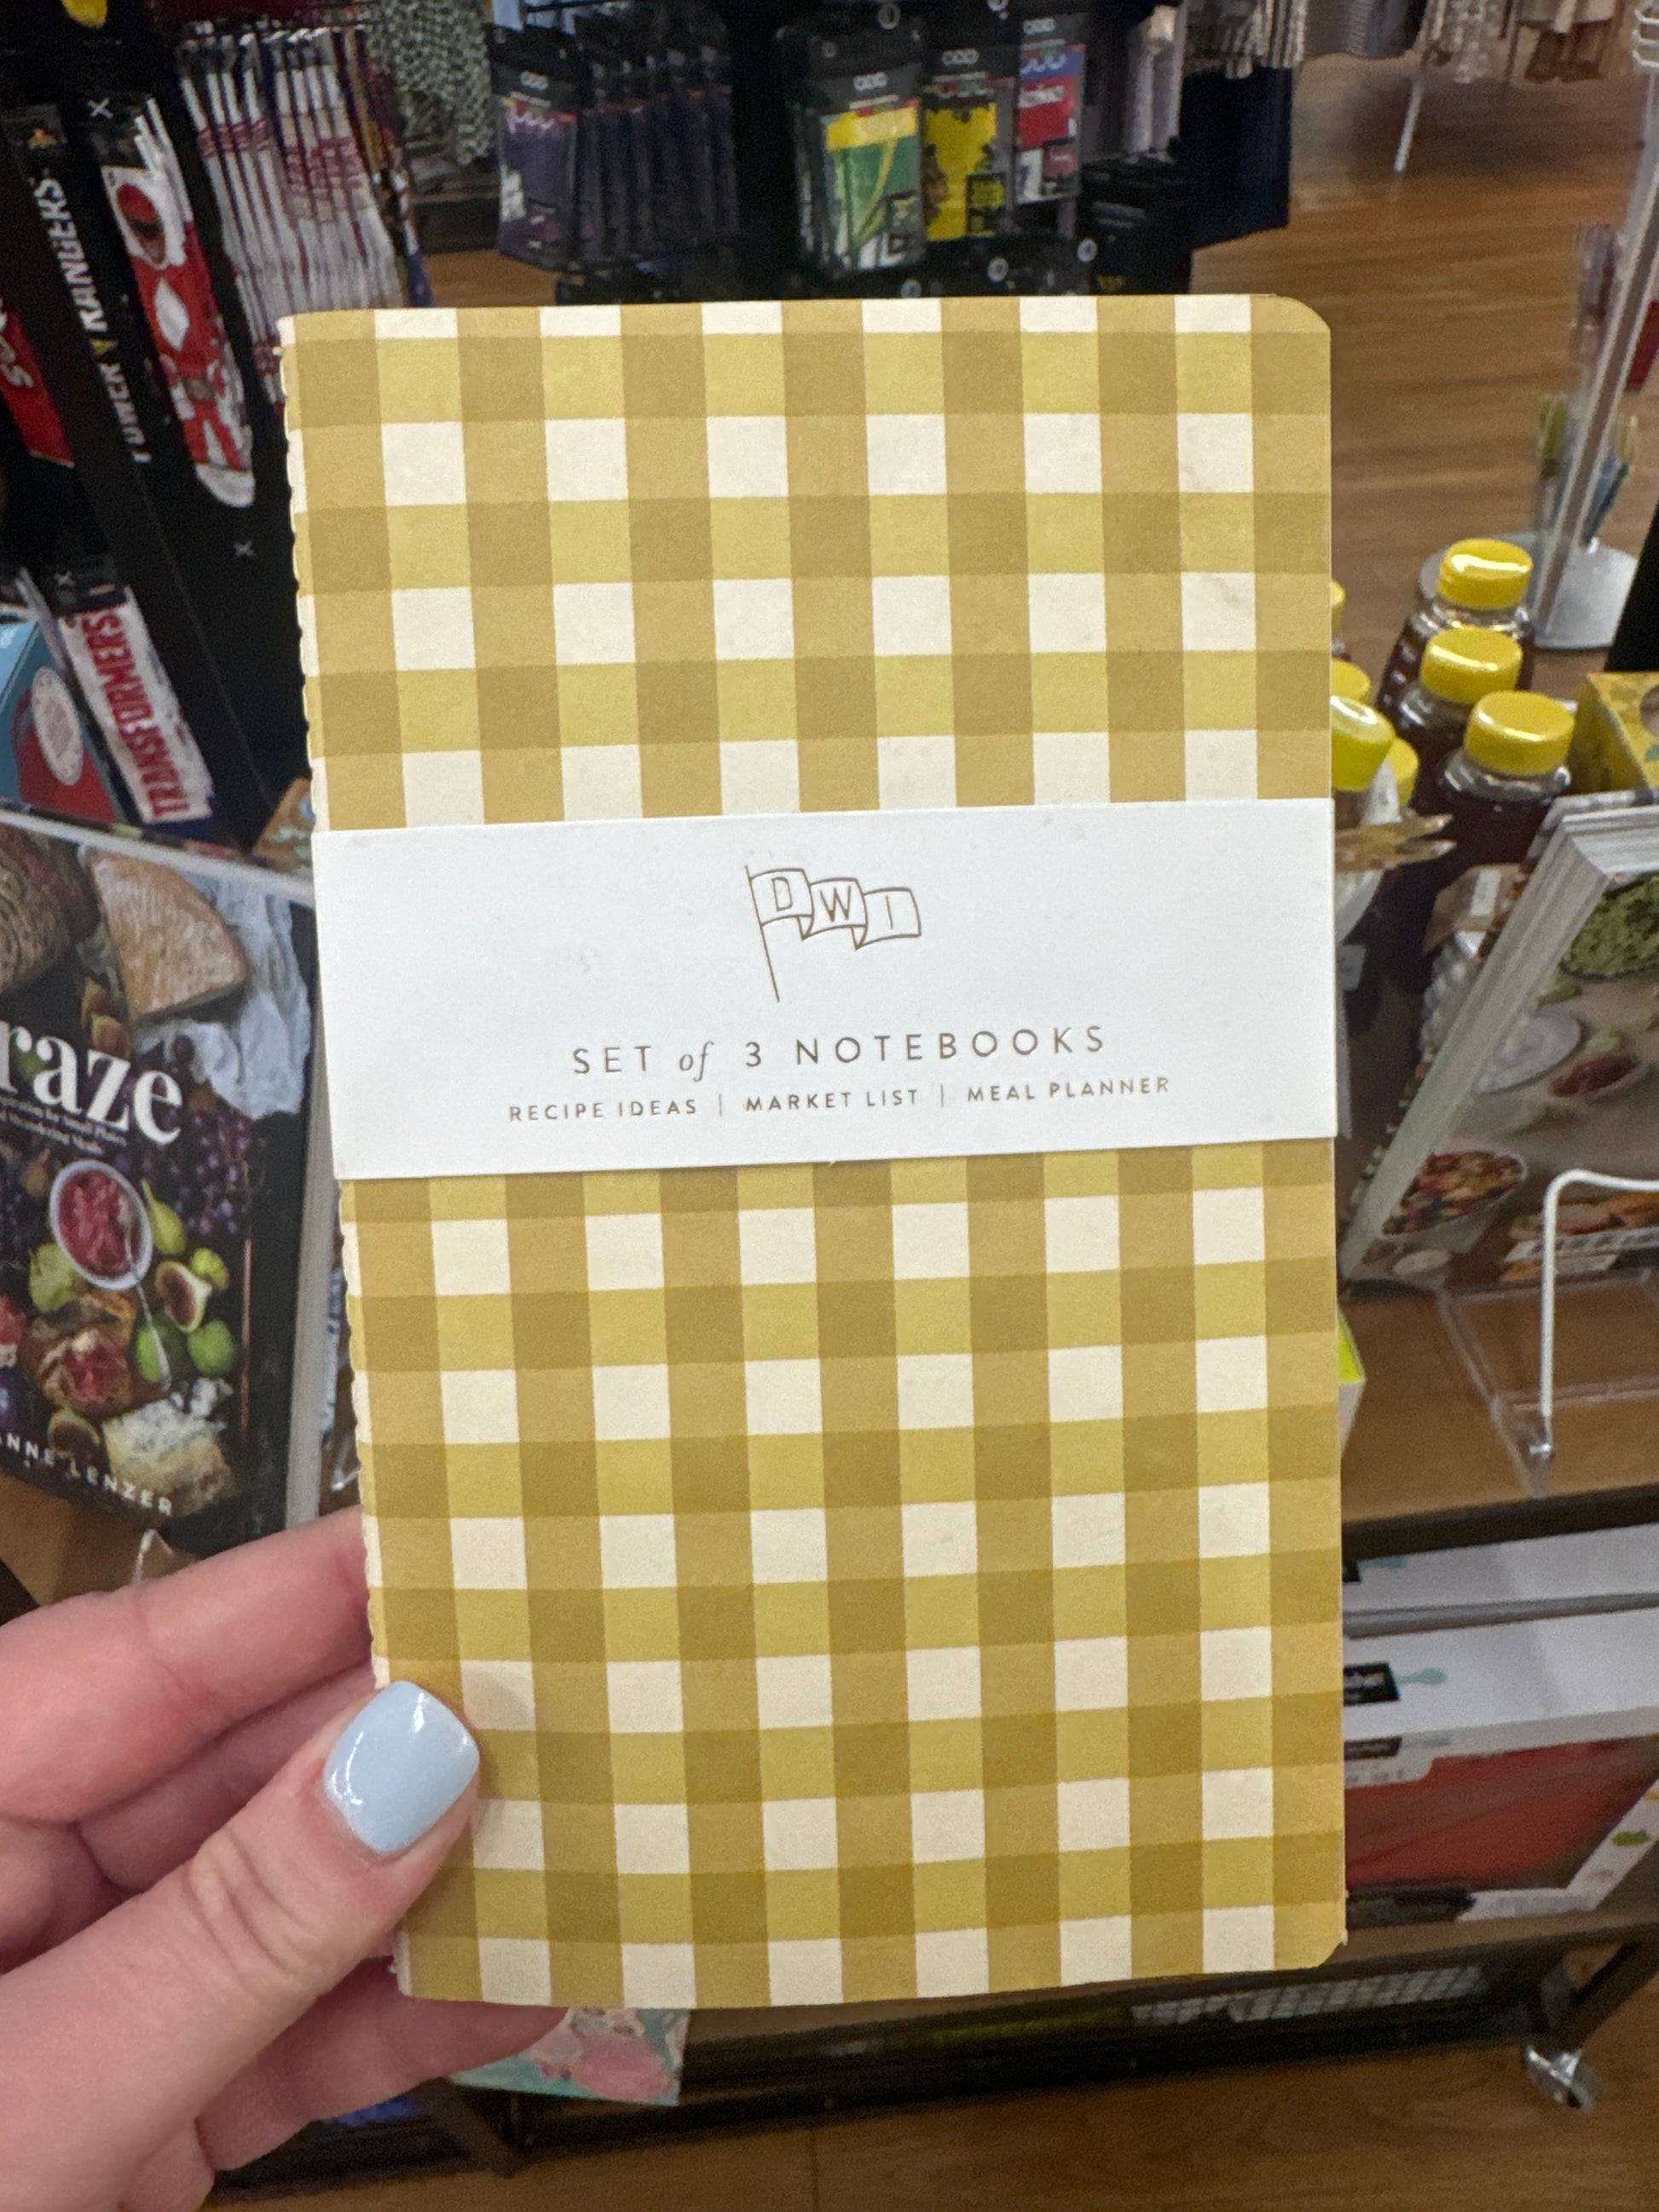 POWER RANGERS
TRANSFORMERS
raze
ANNE LENZER
DWI
SET of 3 NOTEBOOKS
RECIPE IDEAS | MARKET LIST | MEAL PLANNER